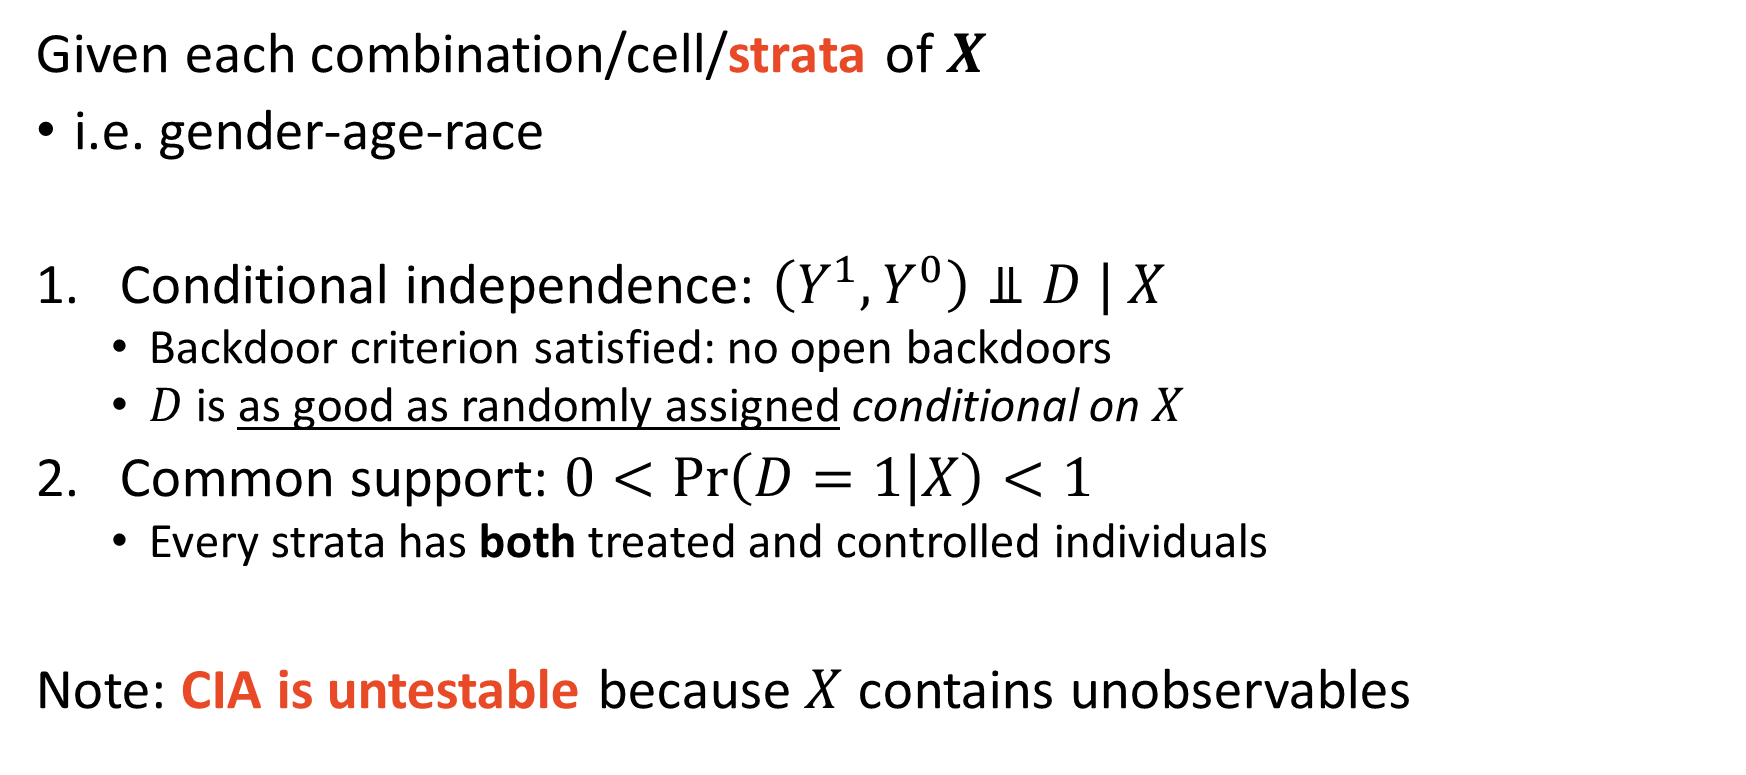 Given each combination/cell/strata of X
• i.e. gender-age-race
1. Conditional independence: (Y¹, Y⁰) ⫫ D | X
• Backdoor criterion satisfied: no open backdoors
• D is as good as randomly assigned conditional on X
2. Common support: 0 < Pr(D = 1|X) < 1
• Every strata has both treated and controlled individuals
Note: CIA is untestable because X contains unobservables